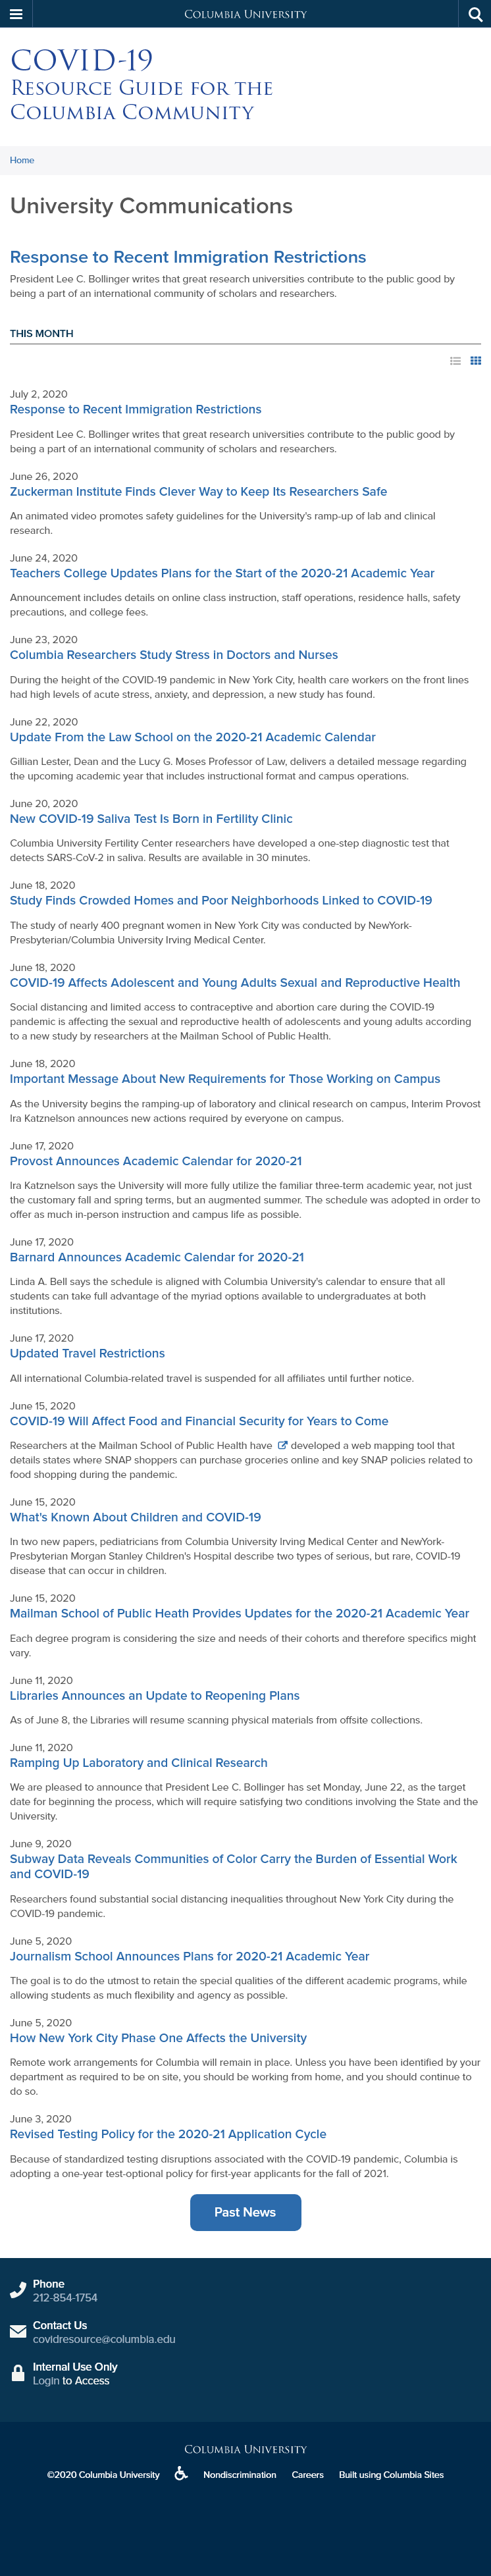 COLUMBIA UNIVERSITY
COVID-19
RESOURCE GUIDE FOR THE
COLUMBIA COMMUNITY
Home
University Communications
Response to Recent Immigration Restrictions
President Lee C. Bollinger writes that great research universities contribute to the public good by
being a part of an international community of scholars and researchers.
THIS MONTH
July 2, 2020
Response to Recent Immigration Restrictions
President Lee C. Bollinger writes that great research universities contribute to the public good by
being a part of an international community of scholars and researchers.
June 26, 2020
Zuckerman Institute Finds Clever Way to Keep Its Researchers Safe
An animated video promotes safety guidelines for the University's ramp-up of lab and clinical
research.
June 24, 2020
Teachers College Updates Plans for the Start of the 2020-21 Academic Year
Announcement includes details on online class instruction, staff operations, residence halls, safety
precautions, and college fees.
June 23, 2020
Columbia Researchers Study Stress in Doctors and Nurses
During the height of the COVID-19 pandemic in New York City, health care workers on the front lines
had high levels of acute stress, anxiety, and depression, a new study has found.
June 22, 2020
Update From the Law School on the 2020-21 Academic Calendar
Gillian Lester, Dean and the Lucy G. Moses Professor of Law, delivers a detailed message regarding
the upcoming academic year that includes instructional format and campus operations.
June 20, 2020
New COVID-19 Saliva Test Is Born in Fertility Clinic
Columbia University Fertility Center researchers have developed a one-step diagnostic test that
detects SARS-CoV-2 in saliva. Results are available in 30 minutes.
June 18, 2020
Study Finds Crowded Homes and Poor Neighborhoods Linked to COVID-19
The study of nearly 400 pregnant women in New York City was conducted by NewYork-
Presbyterian/Columbia University Irving Medical Center.
June 18, 2020
COVID-19 Affects Adolescent and Young Adults Sexual and Reproductive Health
Social distancing and limited access to contraceptive and abortion care during the COVID-19
pandemic is affecting the sexual and reproductive health of adolescents and young adults according
to a new study by researchers at the Mailman School of Public Health.
June 18, 2020
Important Message About New Requirements for Those Working on Campus
As the University begins the ramping-up of laboratory and clinical research on campus, Interim Provost
Ira Katznelson announces new actions required by everyone on campus.
June 17, 2020
Provost Announces Academic Calendar for 2020-21
Ira Katznelson says the University will more fully utilize the familiar three-term academic year, not just
the customary fall and spring terms, but an augmented summer. The schedule was adopted in order to
offer as much in-person instruction and campus life as possible.
June 17, 2020
Barnard Announces Academic Calendar for 2020-21
Linda A. Bell says the schedule is aligned with Columbia University's calendar to ensure that all
students can take full advantage of the myriad options available to undergraduates at both
institutions.
June 17, 2020
Updated Travel Restrictions
All international Columbia-related travel is suspended for all affiliates until further notice.
June 15, 2020
COVID-19 Will Affect Food and Financial Security for Years to Come
Researchers at the Mailman School of Public Health have developed a web mapping tool that
details states where SNAP shoppers can purchase groceries online and key SNAP policies related to
food shopping during the pandemic.
June 15, 2020
What's Known About Children and COVID-19
In two new papers, pediatricians from Columbia University Irving Medical Center and NewYork-
Presbyterian Morgan Stanley Children's Hospital describe two types of serious, but rare, COVID-19
disease that can occur in children.
June 15, 2020
Mailman School of Public Heath Provides Updates for the 2020-21 Academic Year
Each degree program is considering the size and needs of their cohorts and therefore specifics might
vary.
June 11, 2020
Libraries Announces an Update to Reopening Plans
As of June 8, the Libraries will resume scanning physical materials from offsite collections.
June 11, 2020
Ramping Up Laboratory and Clinical Research
We are pleased to announce that President Lee C. Bollinger has set Monday, June 22, as the target
date for beginning the process, which will require satisfying two conditions involving the State and the
University.
June 9, 2020
Subway Data Reveals Communities of Color Carry the Burden of Essential Work
and COVID-19
Researchers found substantial social distancing inequalities throughout New York City during the
COVID-19 pandemic.
June 5, 2020
Journalism School Announces Plans for 2020-21 Academic Year
The goal is to do the utmost to retain the special qualities of the different academic programs, while
allowing students as much flexibility and agency as possible.
June 5, 2020
How New York City Phase One Affects the University
Remote work arrangements for Columbia will remain in place. Unless you have been identified by your
department as required to be on site, you should be working from home, and you should continue to
do so.
June 3, 2020
Revised Testing Policy for the 2020-21 Application Cycle
Because of standardized testing disruptions associated with the COVID-19 pandemic, Columbia is
adopting a one-year test-optional policy for first-year applicants for the fall of 2021.
Past News
Phone
212-854-1754
Contact Us
covidresource@columbia.edu
Internal Use Only
Login to Access
COLUMBIA UNIVERSITY
©2020 Columbia University Nondiscrimination Careers Built using Columbia Sites